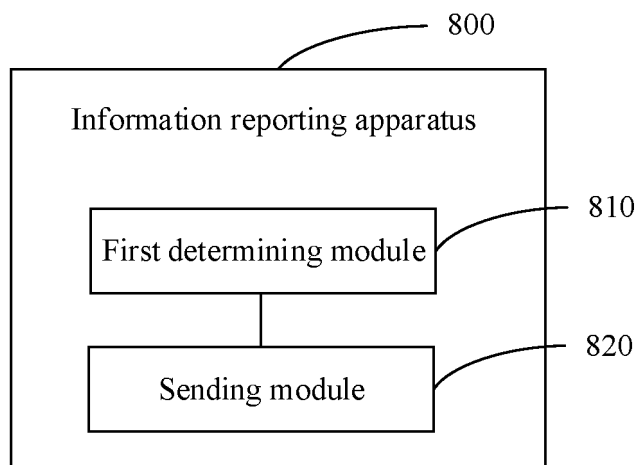 800
Information reporting apparatus
810
First determining module
820
Sending module